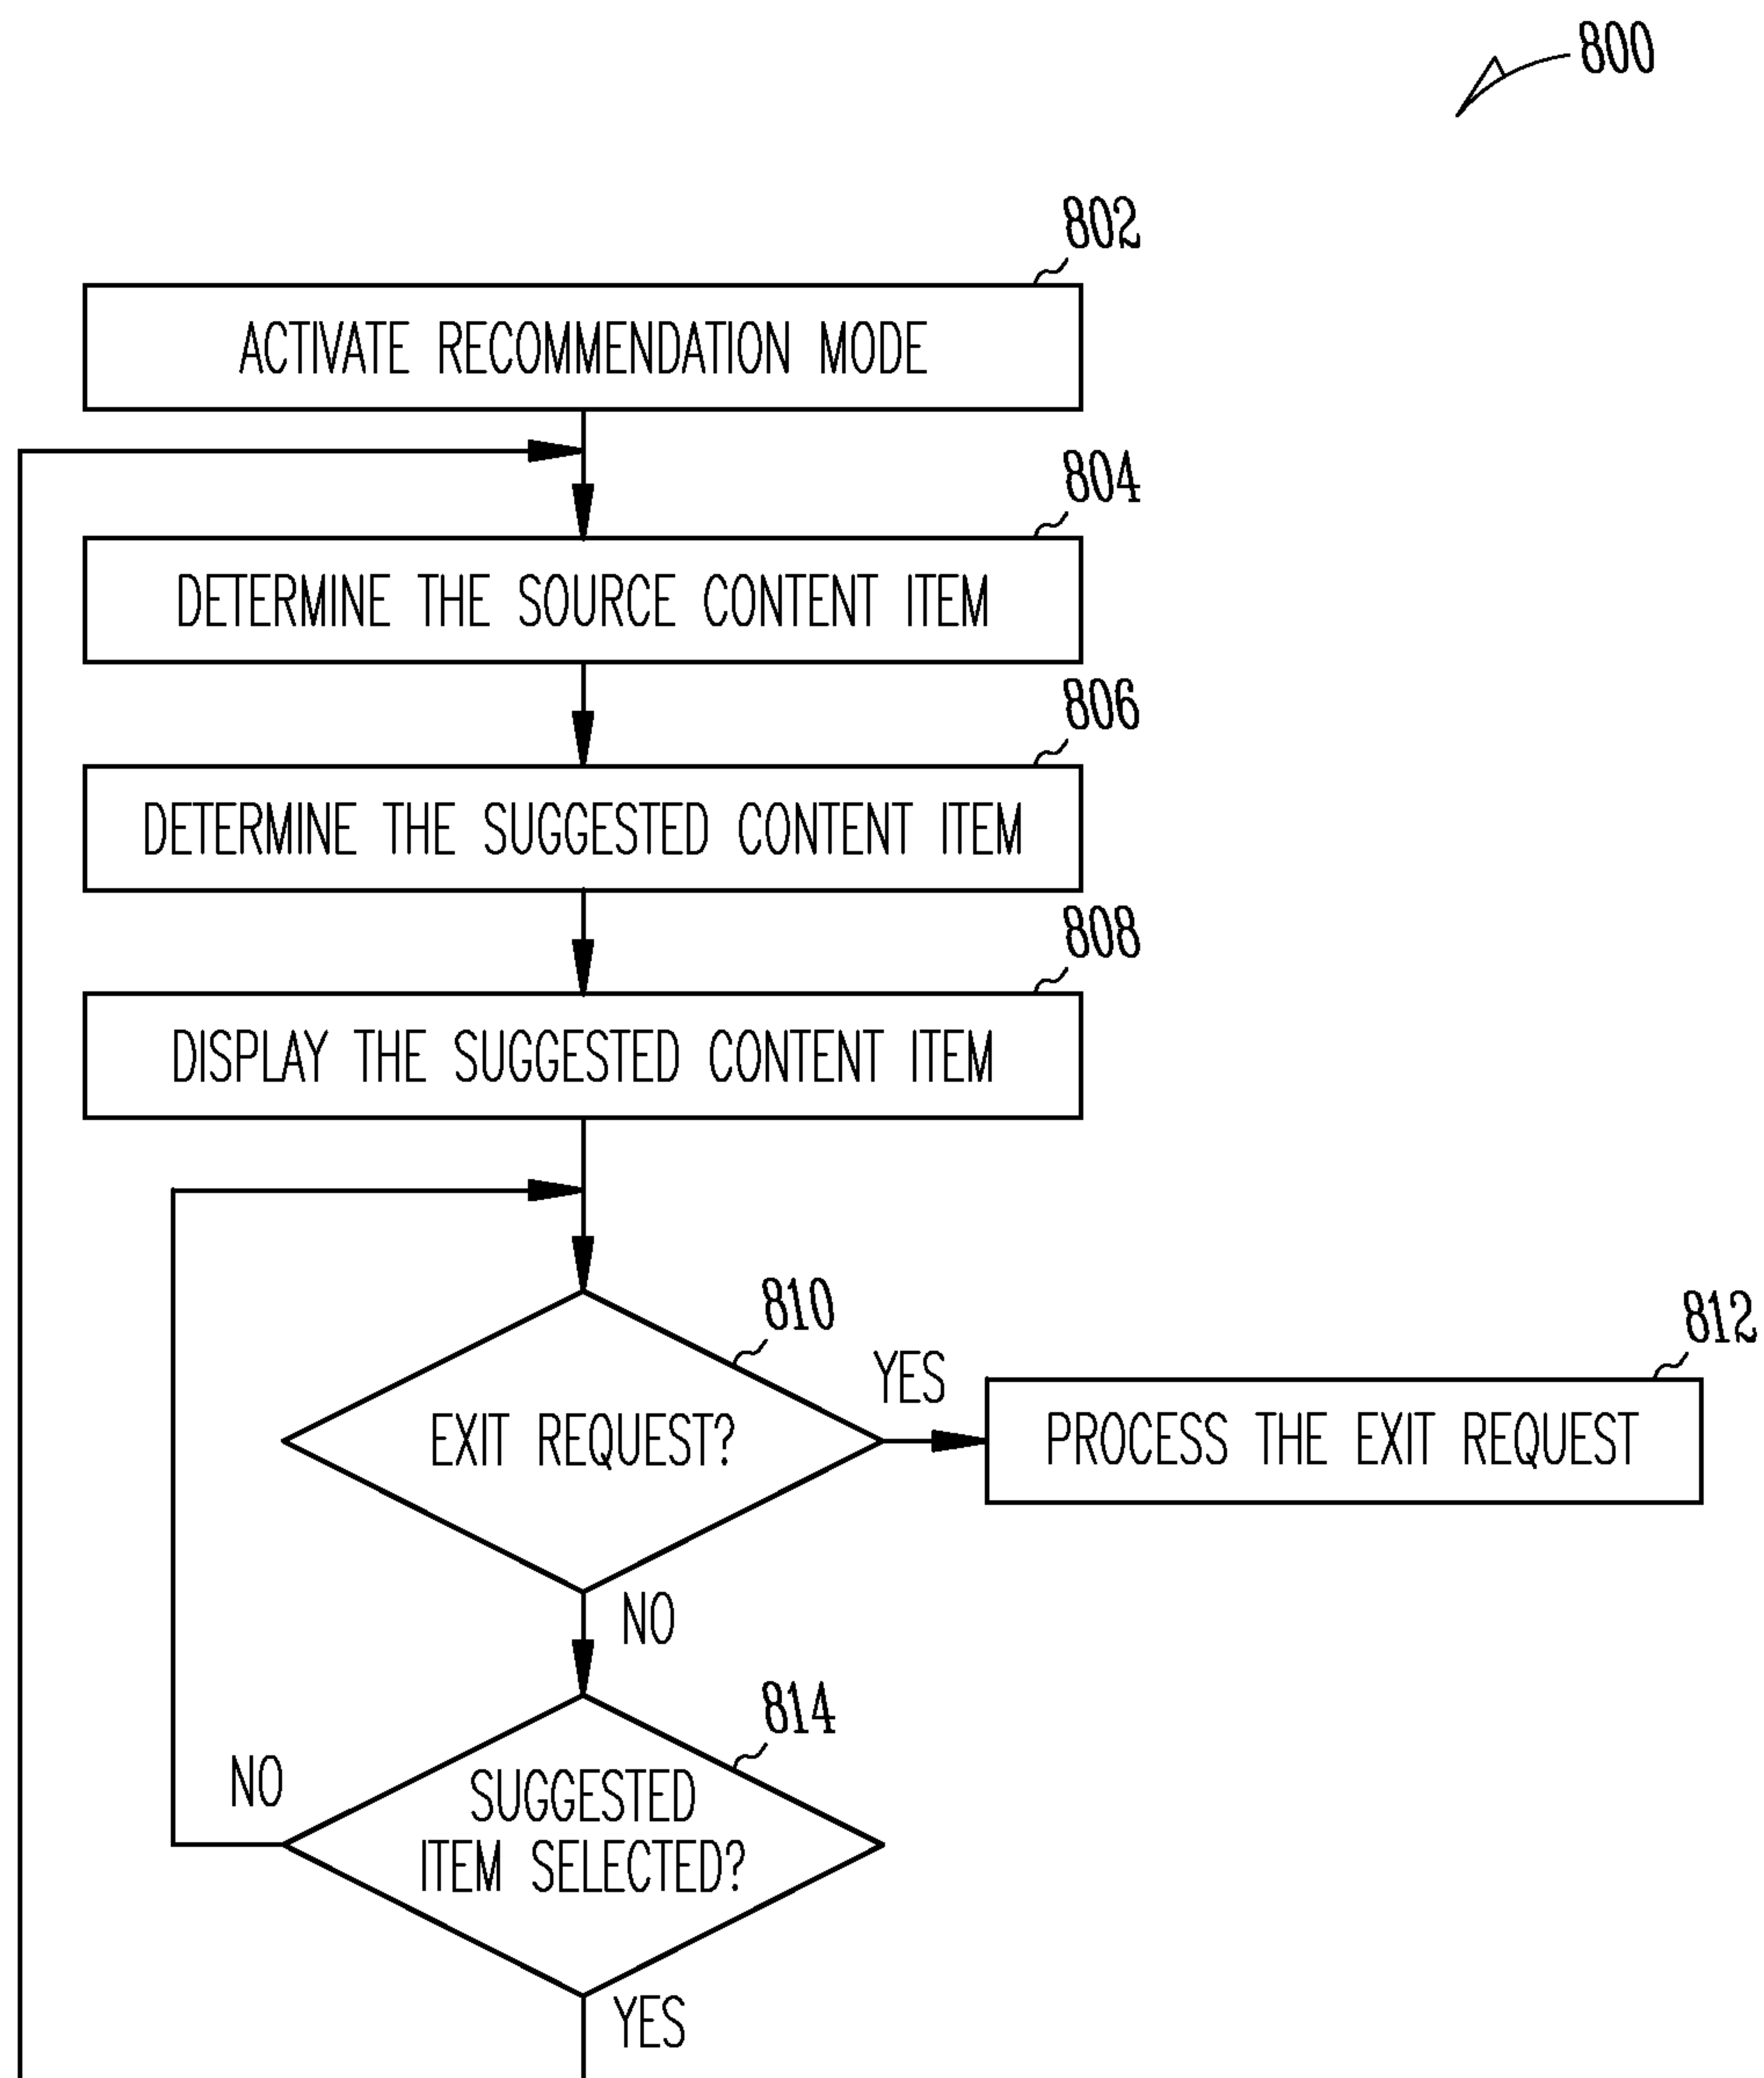 800
802
ACTIVATE RECOMMENDATION MODE
804
DETERMINE THE SOURCE CONTENT ITEM
806
DETERMINE THE SUGGESTED CONTENT ITEM
808
DISPLAY THE SUGGESTED CONTENT ITEM
810
812
YES
EXIT REQUEST?
PROCESS THE EXIT REQUEST
NO
814
NO
SUGGESTED
ITEM SELECTED?
YES